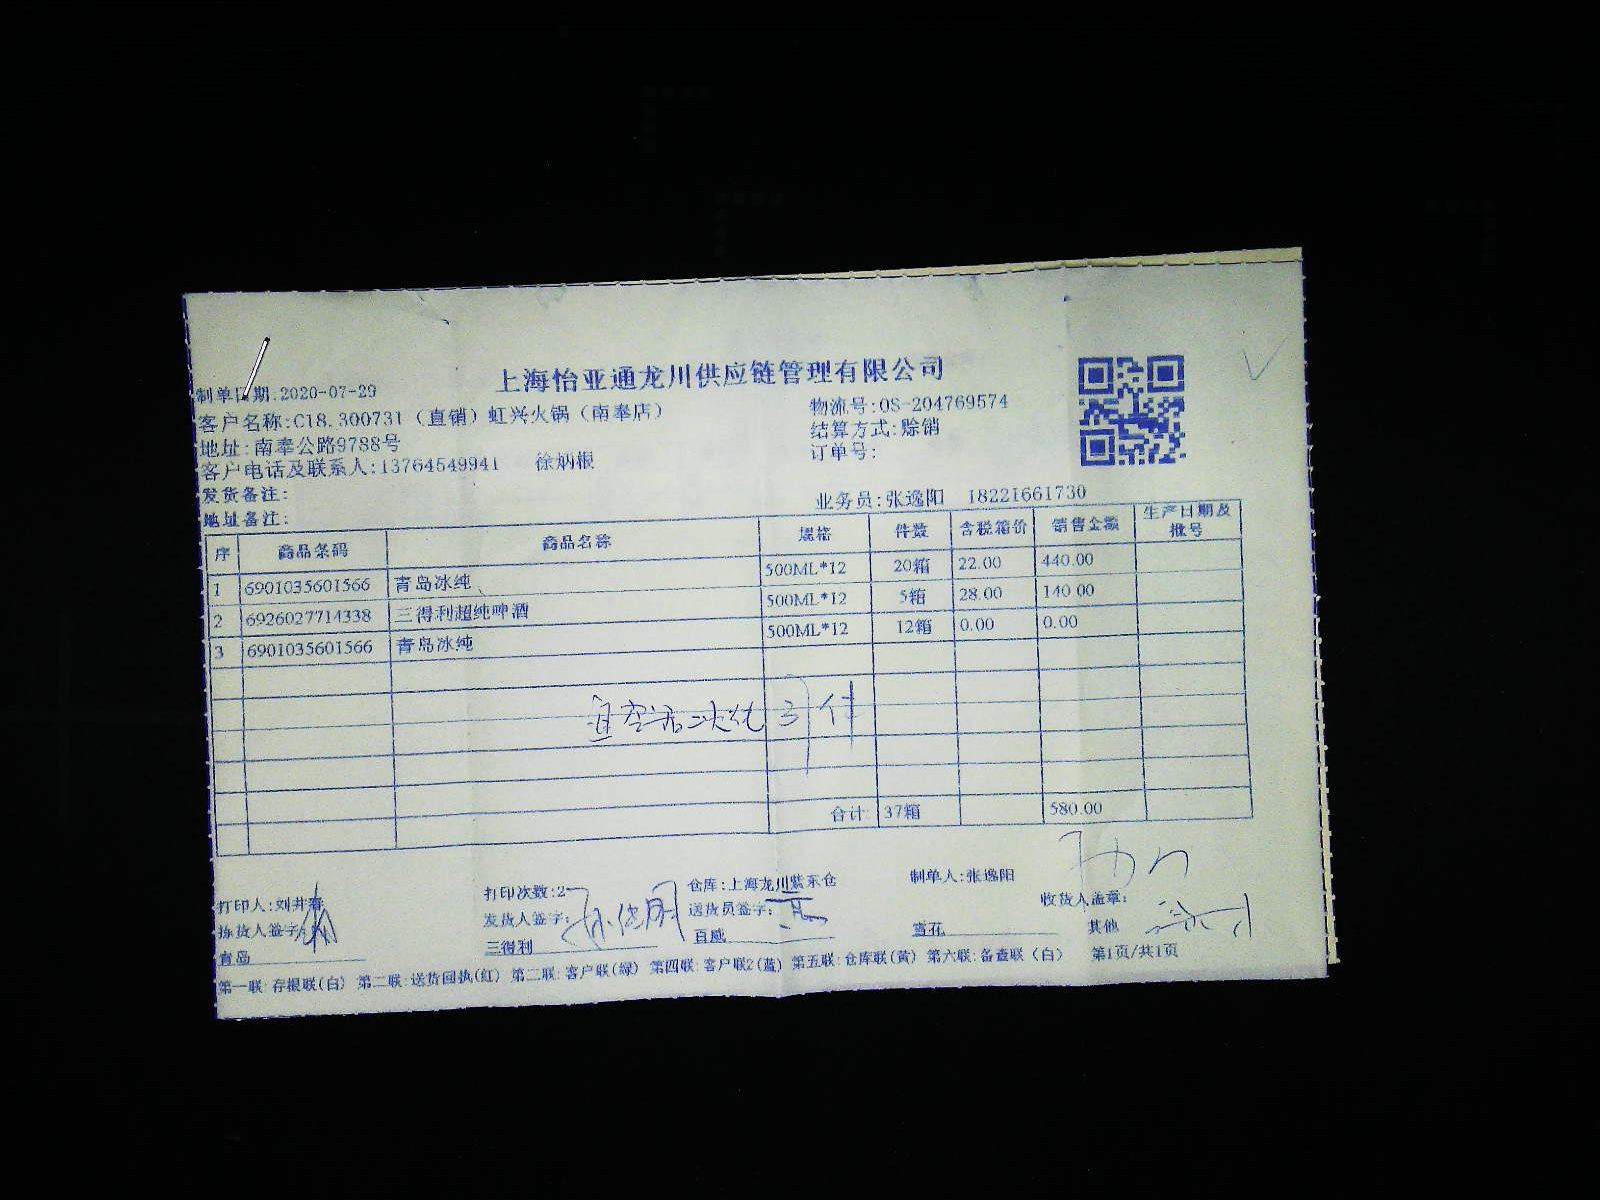 上海怡亚通龙川供应链管理有限公司
制单日期.2020-07-29
客户名称:C18.300731（直销）虹兴火锅（南奉店）
物流号:OS-204769574
地址:南奉公路9788号
结算方式:赊销
客户电话及联系人:13764549941 徐炳根
订单号:
发货备注:
业务员:张逸阳 18221661730
地址备注:
序 商品条码 商品名称 规格 件数 含税箱价 销售金额 生产日期及批号
1 6901035601566 青岛冰纯 500ML*12 20箱 22.00 440.00
2 6926027714338 三得利超纯啤酒 500ML*12 5箱 28.00 140.00
3 6901035601566 青岛冰纯 500ML*12 12箱 0.00 0.00
合计 37箱 580.00
打印人:刘井春 打印次数:2 仓库:上海龙川紫东仓 制单人:张逸阳
拣货人签字: 发货人签字: 送货员签字: 收货人盖章:
青岛 三得利 百威 雪花 其他
第一联:存根联(白) 第二联:送货回执(红) 第三联:客户联(绿) 第四联:客户联2(蓝) 第五联:仓库联(黄) 第六联:备查联(白) 第1页/共1页